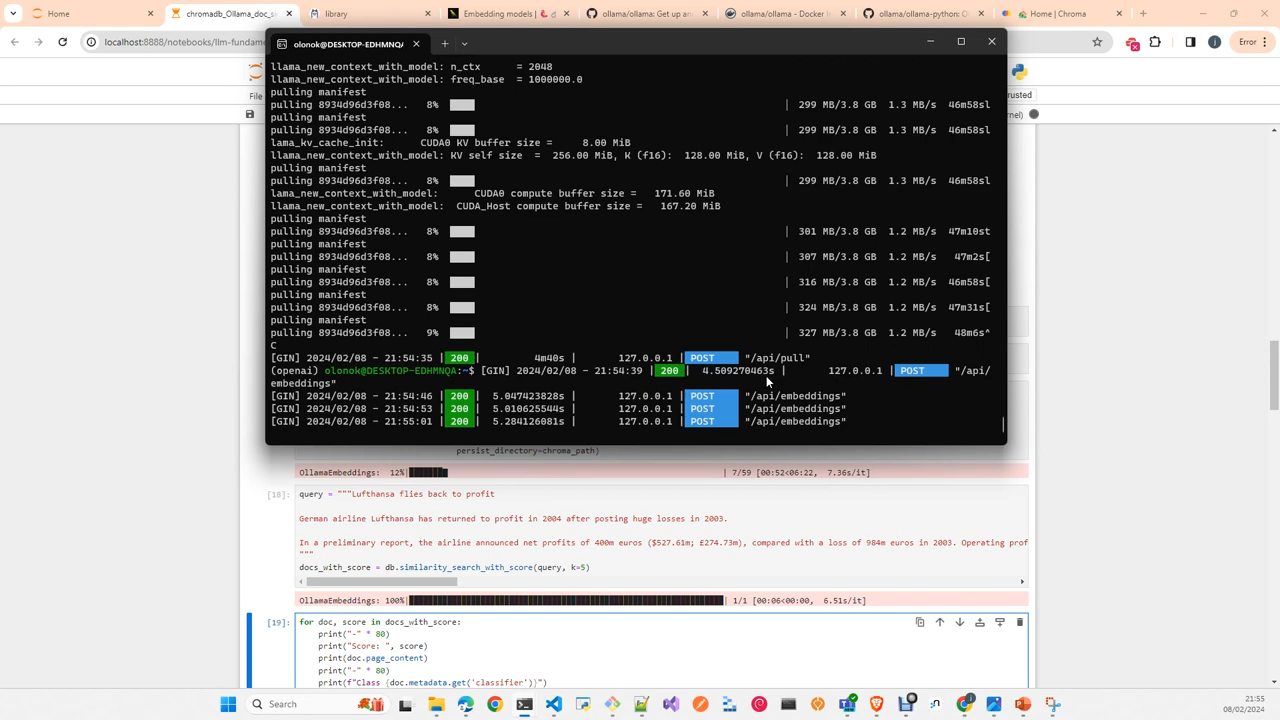 Home
chromadb_Ollama_doc_s
library
Embedding models |
ollama/ollama: Get up an
ollama/ollama - Docker Im
ollama/ollama-python: O
Home | Chroma
localhost:8888/notebooks/llm-fundame
Error
olonok@DESKTOP-EDHMNQA
File
rusted
nel)
llama_new_context_with_model: n_ctx      = 2048
llama_new_context_with_model: freq_base  = 1000000.0
pulling manifest
pulling 8934d96d3f08...   8% | 299 MB/3.8 GB  1.3 MB/s  46m58sl
pulling manifest
pulling 8934d96d3f08...   8% | 299 MB/3.8 GB  1.3 MB/s  46m58sl
lama_kv_cache_init:      CUDA0 KV buffer size =     8.00 MiB
llama_new_context_with_model: KV self size  =  256.00 MiB, K (f16):  128.00 MiB, V (f16):  128.00 MiB
pulling manifest
pulling 8934d96d3f08...   8% | 299 MB/3.8 GB  1.3 MB/s  46m58sl
lama_new_context_with_model:      CUDA0 compute buffer size =   171.60 MiB
llama_new_context_with_model:  CUDA_Host compute buffer size =   167.20 MiB
pulling manifest
pulling 8934d96d3f08...   8% | 301 MB/3.8 GB  1.2 MB/s  47m10st
pulling manifest
pulling 8934d96d3f08...   8% | 307 MB/3.8 GB  1.2 MB/s   47m2s[
pulling manifest
pulling 8934d96d3f08...   8% | 316 MB/3.8 GB  1.2 MB/s  46m58s[
pulling manifest
pulling 8934d96d3f08...   8% | 324 MB/3.8 GB  1.2 MB/s  47m31s[
pulling manifest
pulling 8934d96d3f08...   9% | 327 MB/3.8 GB  1.2 MB/s   48m6s^
C
[GIN] 2024/02/08 - 21:54:35 | 200 |         4m40s |       127.0.0.1 | POST     "/api/pull"
(openai) olonok@DESKTOP-EDHMNQA:~$ [GIN] 2024/02/08 - 21:54:39 | 200 |  4.509270463s |       127.0.0.1 | POST     "/api/
embeddings"
[GIN] 2024/02/08 - 21:54:46 | 200 |  5.047423828s |       127.0.0.1 | POST     "/api/embeddings"
[GIN] 2024/02/08 - 21:54:53 | 200 |  5.010625544s |       127.0.0.1 | POST     "/api/embeddings"
[GIN] 2024/02/08 - 21:55:01 | 200 |  5.284126081s |       127.0.0.1 | POST     "/api/embeddings"
persist_directory=chroma_path)
OllamaEmbeddings:  12%| | 7/59 [00:52<06:22,  7.36s/it]
[18]: query = """Lufthansa flies back to profit
German airline Lufthansa has returned to profit in 2004 after posting huge losses in 2003.
In a preliminary report, the airline announced net profits of 400m euros ($527.61m; £274.73m), compared with a loss of 984m euros in 2003. Operating prof
"""
docs_with_score = db.similarity_search_with_score(query, k=5)
OllamaEmbeddings: 100%| | 1/1 [00:06<00:00,  6.51s/it]
[19]: for doc, score in docs_with_score:
print("-" * 80)
print("Score: ", score)
print(doc.page_content)
print("-" * 80)
print(f"Class {doc.metadata.get('classifier')}")
Search
21:55
08/02/2024